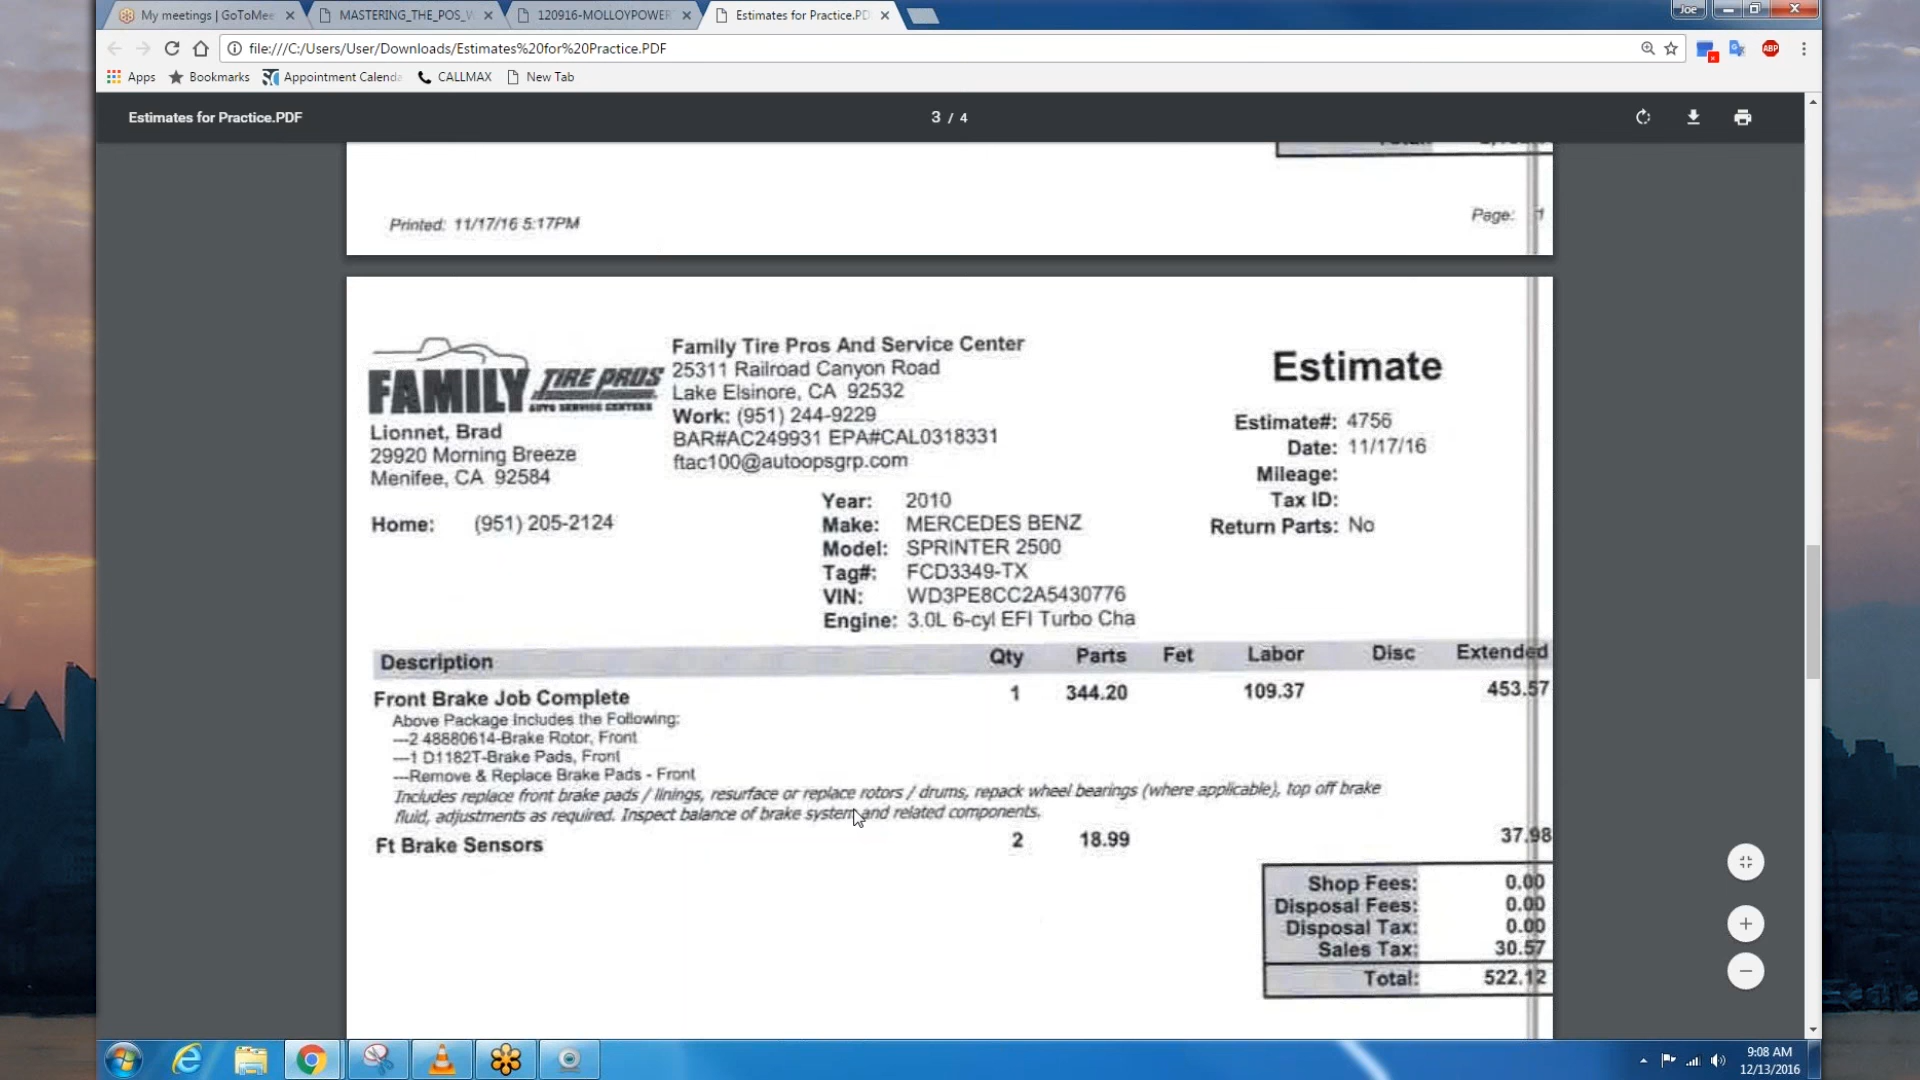 My meetings | GoToMee
MASTERING_THE_POS_W
120916-MOLLOYPOWER
Estimates for Practice.PD
Joe
file:///C:/Users/User/Downloads/Estimates%20for%20Practice.PDF
ABP
Apps
Bookmarks
Appointment Calenda
CALLMAX
New Tab
Estimates for Practice.PDF
3 / 4
Printed: 11/17/16 5:17PM
Page: 1
FAMILY TIRE PROS
AUTO SERVICE CENTERS
Family Tire Pros And Service Center
25311 Railroad Canyon Road
Lake Elsinore, CA 92532
Work: (951) 244-9229
BAR#AC249931 EPA#CAL0318331
ftac100@autoopsgrp.com
Estimate
Estimate#: 4756
Date: 11/17/16
Mileage:
Tax ID:
Return Parts: No
Lionnet, Brad
29920 Morning Breeze
Menifee, CA 92584
Home: (951) 205-2124
Year: 2010
Make: MERCEDES BENZ
Model: SPRINTER 2500
Tag#: FCD3349-TX
VIN: WD3PE8CC2A5430776
Engine: 3.0L 6-cyl EFI Turbo Cha
Description Qty Parts Fet Labor Disc Extended
Front Brake Job Complete 1 344.20 109.37 453.57
Above Package Includes the Following:
---2 48880614-Brake Rotor, Front
---1 D1182T-Brake Pads, Front
---Remove & Replace Brake Pads - Front
Includes replace front brake pads / linings, resurface or replace rotors / drums, repack wheel bearings (where applicable), top off brake
fluid, adjustments as required. Inspect balance of brake system and related components.
Ft Brake Sensors 2 18.99 37.98
Shop Fees: 0.00
Disposal Fees: 0.00
Disposal Tax: 0.00
Sales Tax: 30.57
Total: 522.12
9:08 AM
12/13/2016